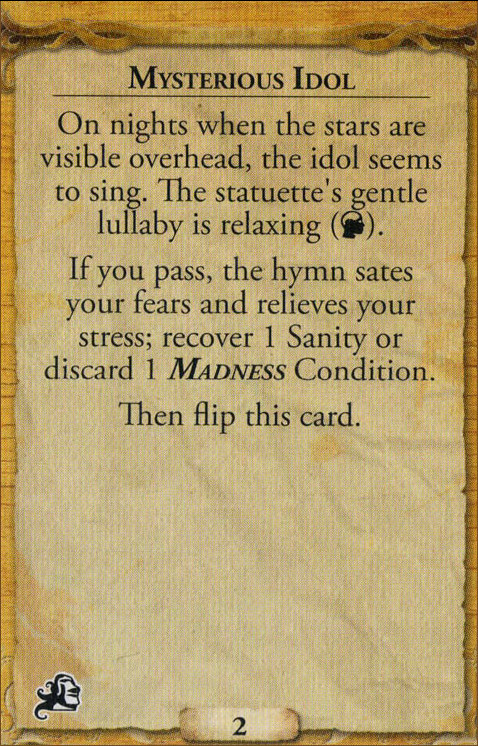 MYSTERIOUS IDOL
On nights when the stars are
visible overhead, the idol seems
to sing. The statuette's gentle
lullaby is relaxing ( ).
If you pass, the hymn sates
your fears and relieves your
stress; recover 1 Sanity or
discard 1 MADNESS Condition.
Then flip this card.
2